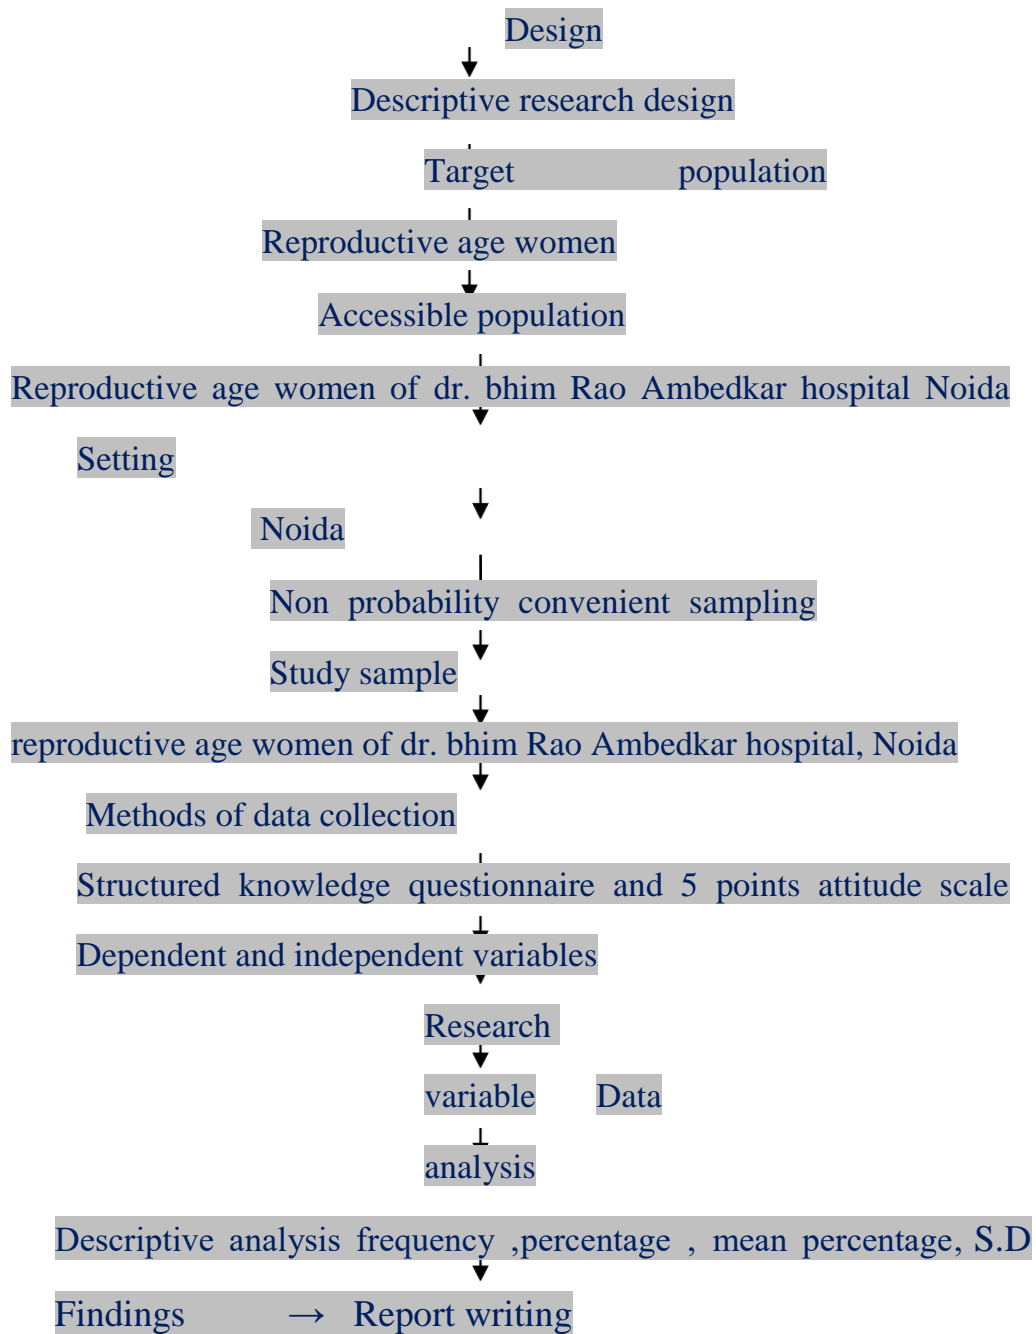 Design
Descriptive research design
Target population
Reproductive age women
Accessible population
Reproductive age women of dr. bhim Rao Ambedkar hospital Noida
Setting
Noida
Non probability convenient sampling
Study sample
reproductive age women of dr. bhim Rao Ambedkar hospital, Noida
Methods of data collection
Structured knowledge questionnaire and 5 points attitude scale
Dependent and independent variables
Research
variable Data
analysis
Descriptive analysis frequency ,percentage , mean percentage, S.D
Findings → Report writing